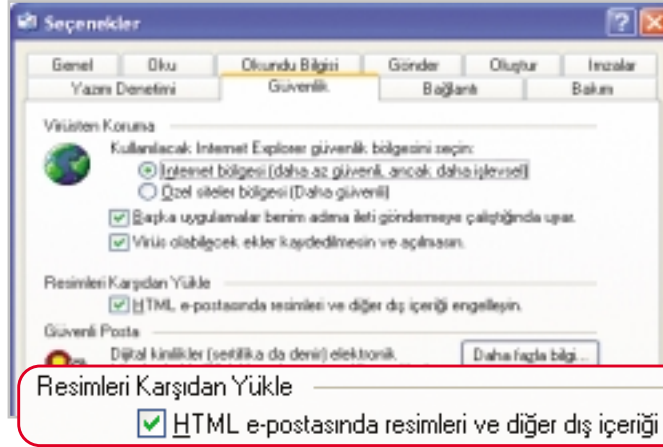 Seçenekler
Genel Oku Okundu Bilgisi Gönder Oluştur İmzalar
Yazım Denetimi Güvenlik Bağlantı Bakım
Virüsten Koruma
Kullanılacak Internet Explorer güvenlik bölgesini seçin:
Internet bölgesi (daha az güvenli, ancak daha işlevsel)
Özel siteler bölgesi (Daha güvenli)
Başka uygulamalar benim adıma ileti göndermeye çalıştığında uyar.
Virüs olabilecek ekler kaydedilmesin ve açılmasın.
Resimleri Karşıdan Yükle
HTML e-postasında resimleri ve diğer dış içeriği engelleyin.
Güvenli Posta
Dijital kimlikler (sertifika da denir) elektronik Daha fazla bilgi...
Resimleri Karşıdan Yükle
HTML e-postasında resimleri ve diğer dış içeriği